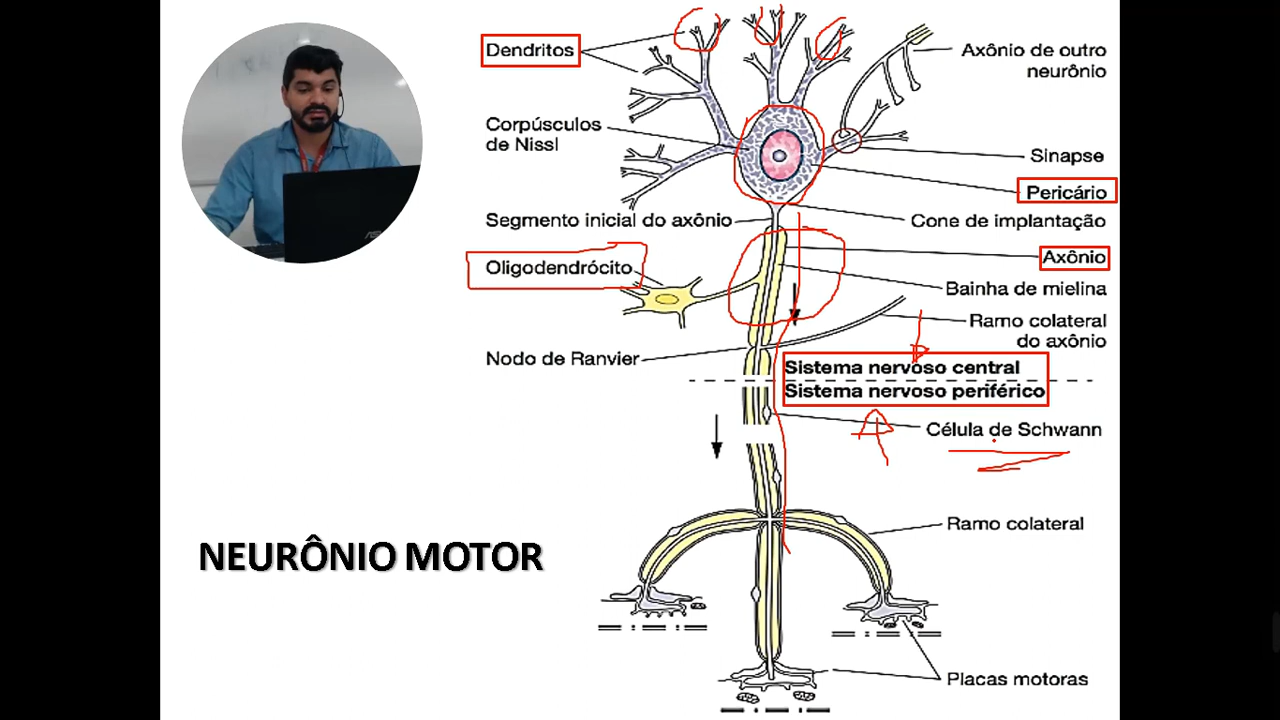 Dendritos
Axônio de outro
neurônio
Corpúsculos
de Nissl
Sinapse
Pericário
Segmento inicial do axônio
Cone de implantação
Axônio
Oligodendrócito
Bainha de mielina
Ramo colateral
do axônio
Nodo de Ranvier
Sistema nervoso central
Sistema nervoso periférico
Célula de Schwann
Ramo colateral
NEURÔNIO MOTOR
Placas motoras